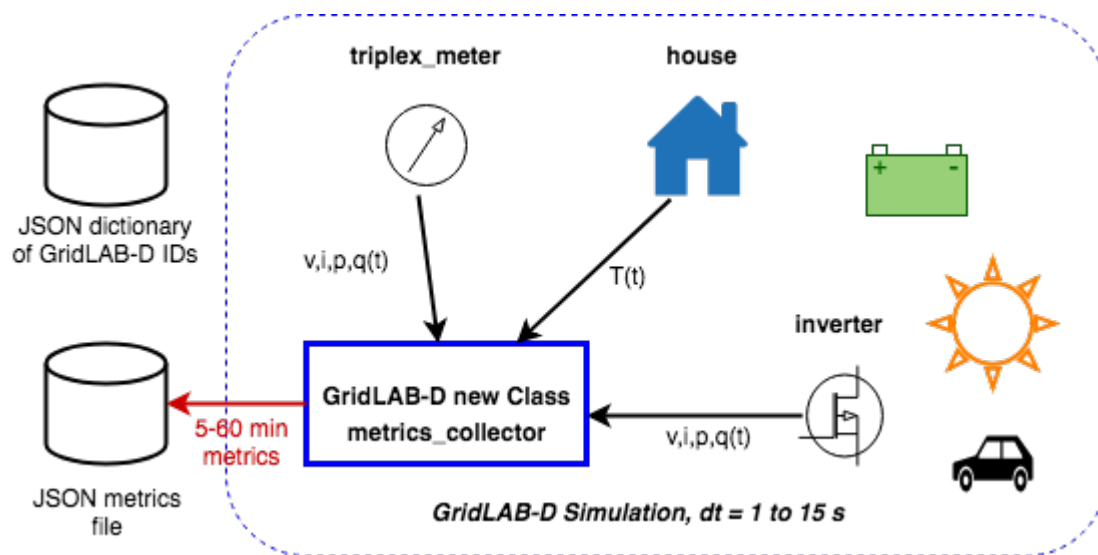 triplex_meter
house
+
-
JSON dictionary
of GridLAB-D IDs
v,i,p,q(t)
T(t)
inverter
GridLAB-D new Class
metrics_collector
5-60 min
metrics
v,i,p,q(t)
JSON metrics
file
GridLAB-D Simulation, dt = 1 to 15 s